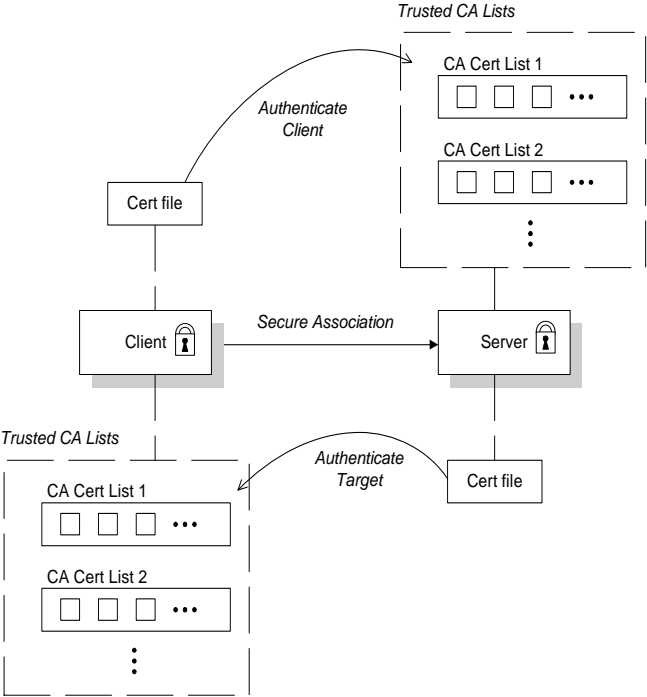 Trusted CA Lists
CA Cert List 1
Authenticate
Client
CA Cert List 2
Cert file
Secure Association
Client
Server
Trusted CA Lists
Authenticate
Target
Cert file
CA Cert List 1
CA Cert List 2